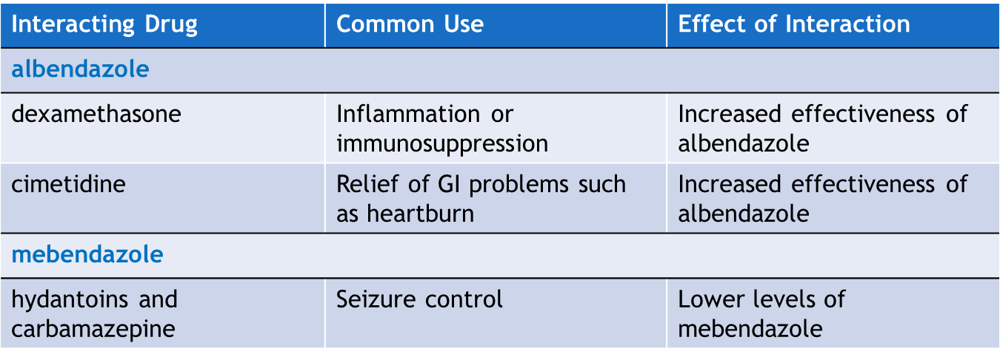 Interacting Drug Common Use Effect of Interaction
albendazole
dexamethasone Inflammation or Increased effectiveness of
immunosuppression albendazole
cimetidine Relief of GI problems such Increased effectiveness of
as heartburn albendazole
mebendazole
hydantoins and Seizure control Lower levels of
carbamazepine mebendazole